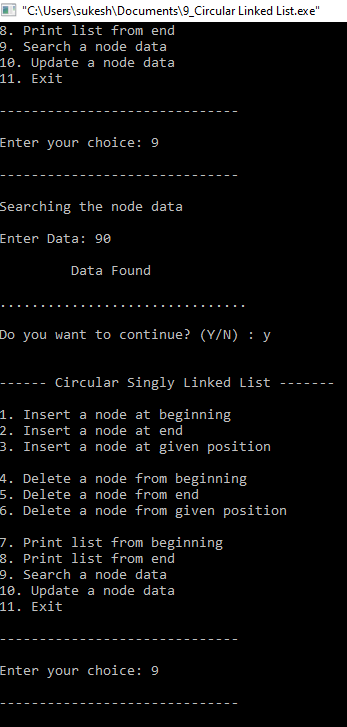 "C:\Users\sukesh\Documents\9_Circular Linked List.exe"
8. Print list from end
9. Search a node data
10. Update a node data
11. Exit
------------------------------
Enter your choice: 9
------------------------------
Searching the node data
Enter Data: 90
Data Found
...............................
Do you want to continue? (Y/N) : y
------ Circular Singly Linked List -------
1. Insert a node at beginning
2. Insert a node at end
3. Insert a node at given position
4. Delete a node from beginning
5. Delete a node from end
6. Delete a node from given position
7. Print list from beginning
8. Print list from end
9. Search a node data
10. Update a node data
11. Exit
------------------------------
Enter your choice: 9
------------------------------